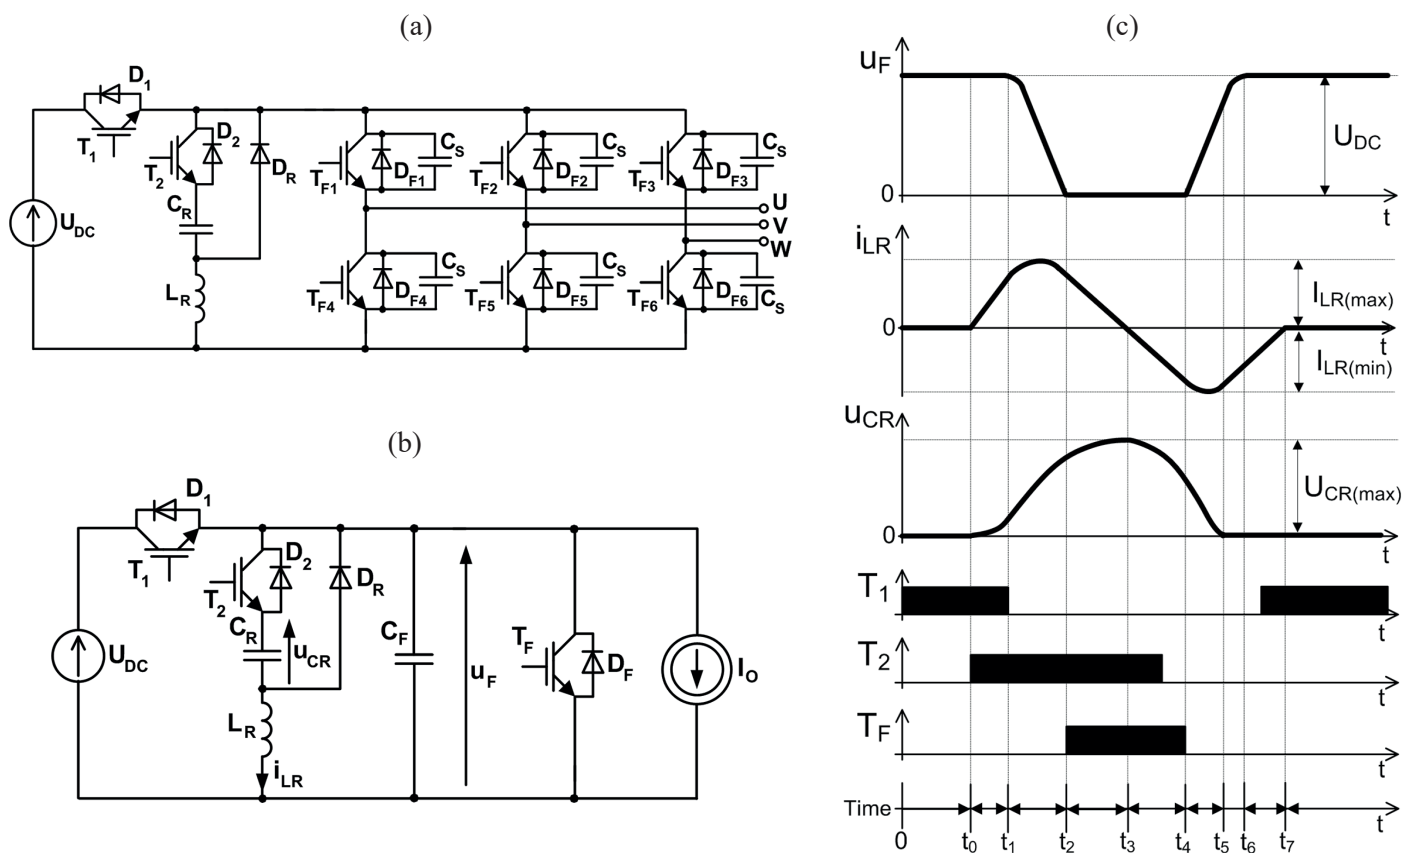 (a)
D1
T1
T2
D2
DR
CR
LR
UDC
TF1
DF1
CS
TF2
DF2
CS
TF3
DF3
CS
U
V
W
TF4
DF4
CS
TF5
DF5
CS
TF6
DF6
CS
(b)
D1
T1
T2
D2
DR
CR
uCR
UDC
LR
iLR
CF
uF
TF
DF
IO
(c)
uF
UDC
0
t
iLR
ILR(max)
0
t
ILR(min)
uCR
UCR(max)
0
t
T1
t
T2
t
TF
t
Time
t
0 t0 t1 t2 t3 t4 t5 t6 t7